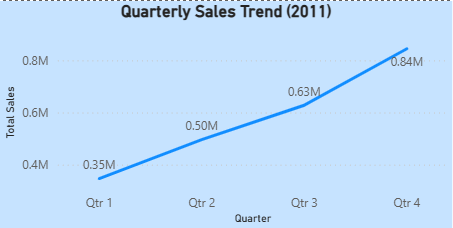 Quarterly Sales Trend (2011)
0.8M
0.6M
0.4M
Total Sales
0.35M
0.50M
0.63M
0.84M
Qtr 1 Qtr 2 Qtr 3 Qtr 4
Quarter